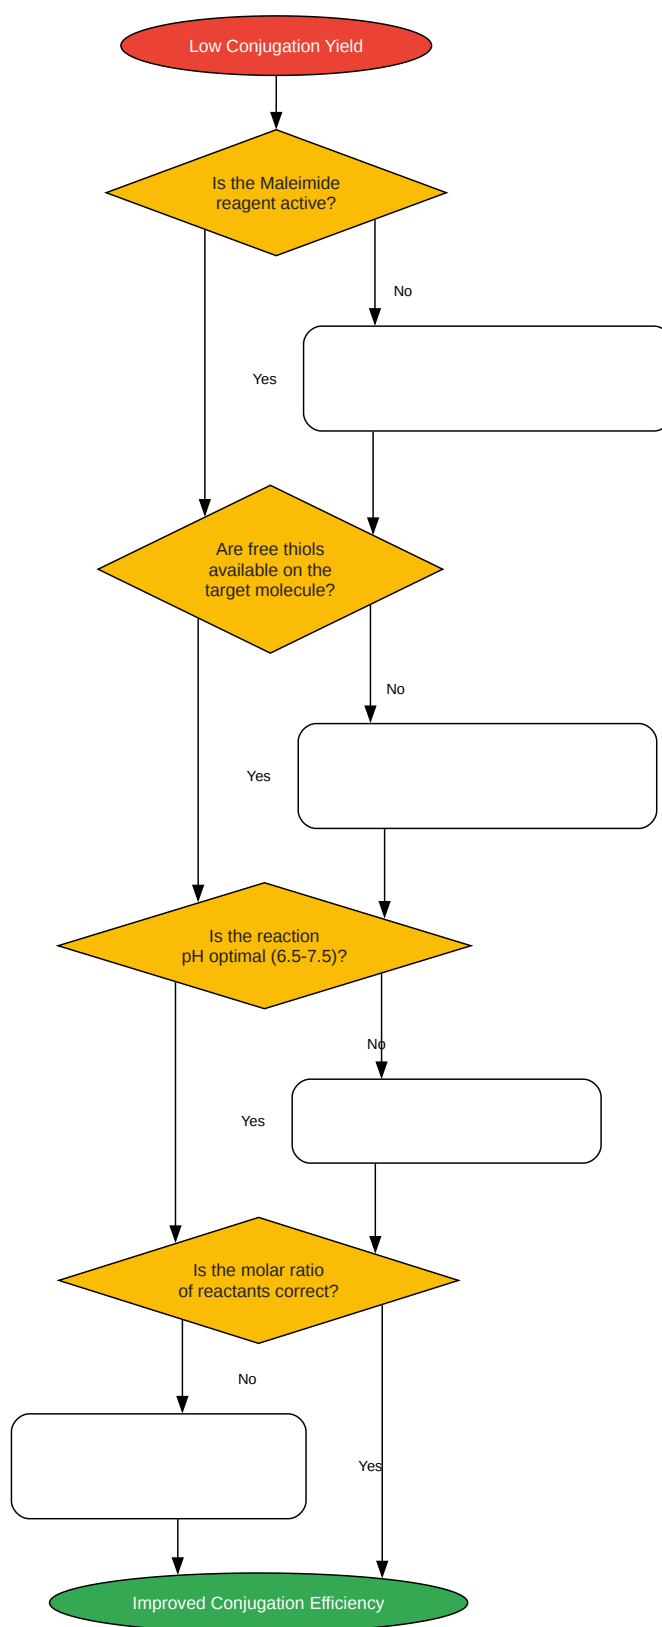 Low Conjugation Yield
Is the Maleimide
reagent active?
No
Yes
Are free thiols
available on the
target molecule?
No
Yes
Is the reaction
pH optimal (6.5-7.5)?
No
Yes
Is the molar ratio
of reactants correct?
No
Yes
Improved Conjugation Efficiency